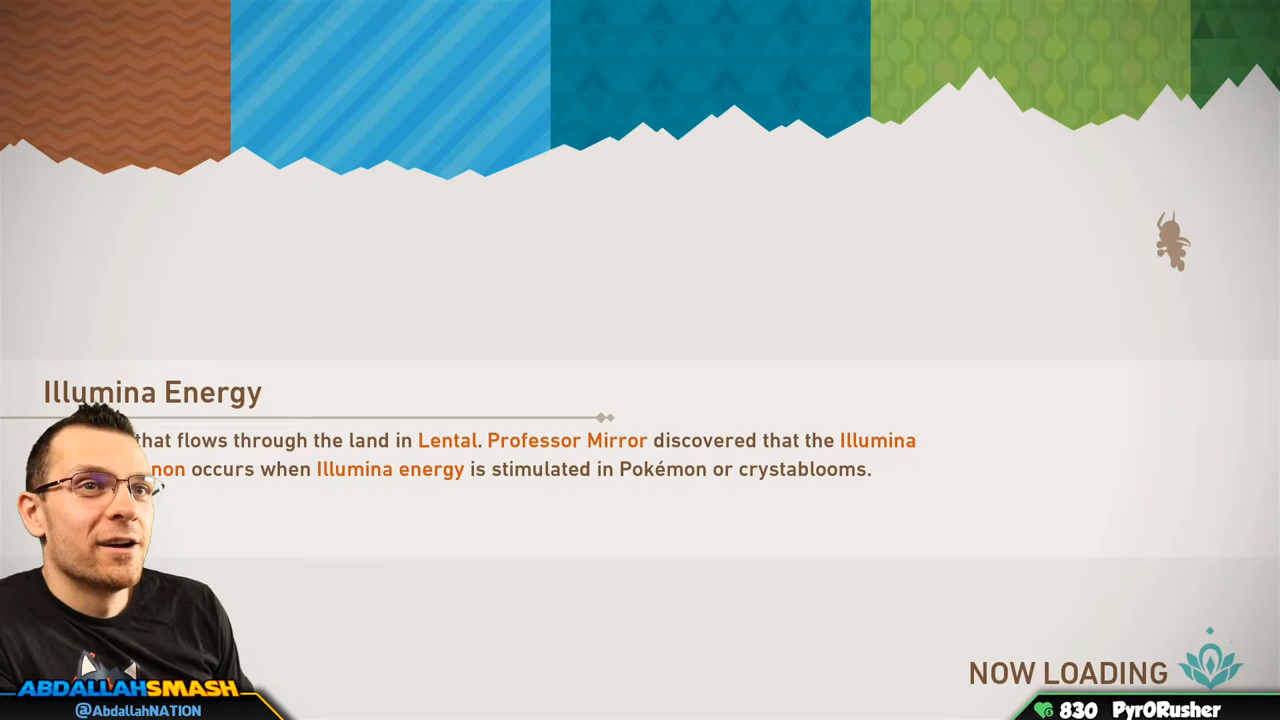 Illumina Energy
that flows through the land in Lental. Professor Mirror discovered that the Illumina
non occurs when Illumina energy is stimulated in Pokémon or crystablooms.
NOW LOADING
ABDALLAHSMASH
@AbdallahNATION
830 Pyr0Rusher